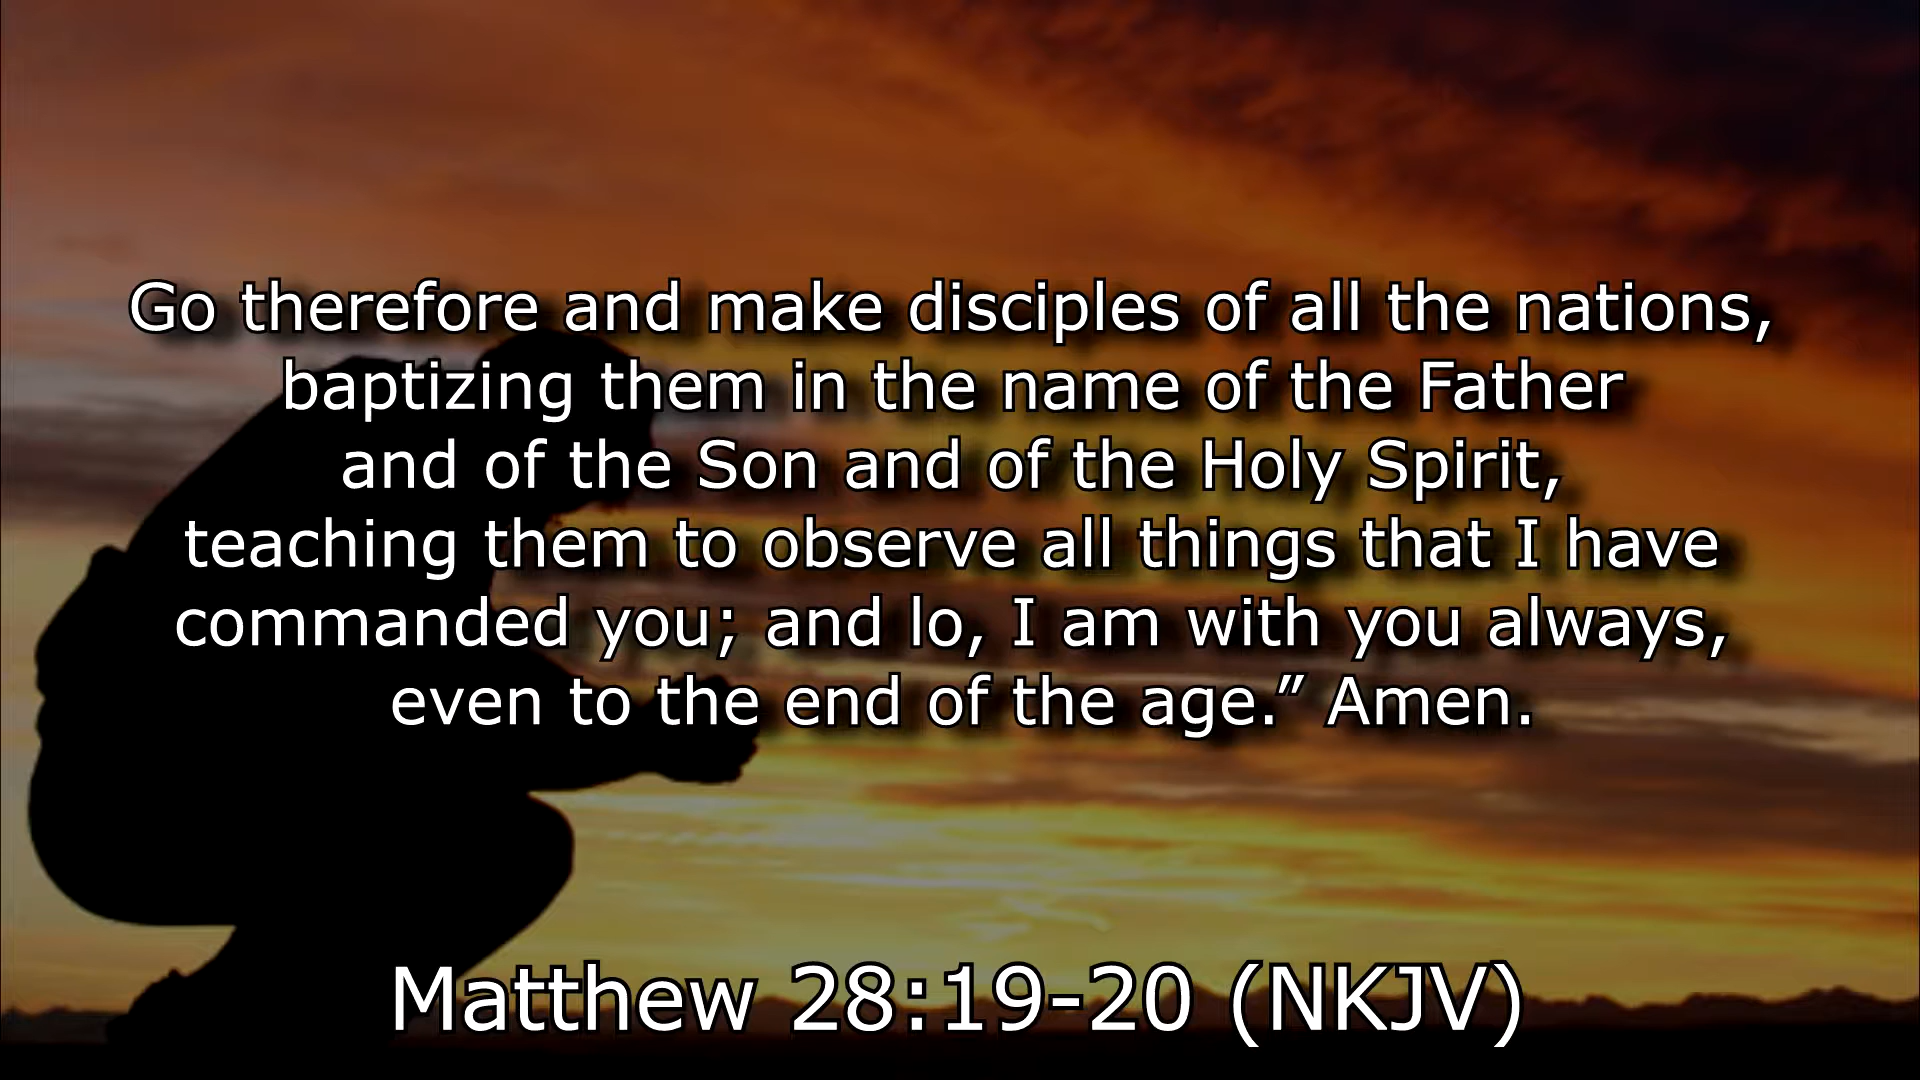 Go therefore and make disciples of all the nations,
baptizing them in the name of the Father
and of the Son and of the Holy Spirit,
teaching them to observe all things that I have
commanded you; and lo, I am with you always,
even to the end of the age.” Amen.
Matthew 28:19-20 (NKJV)